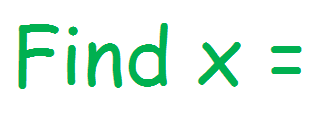 Find x =